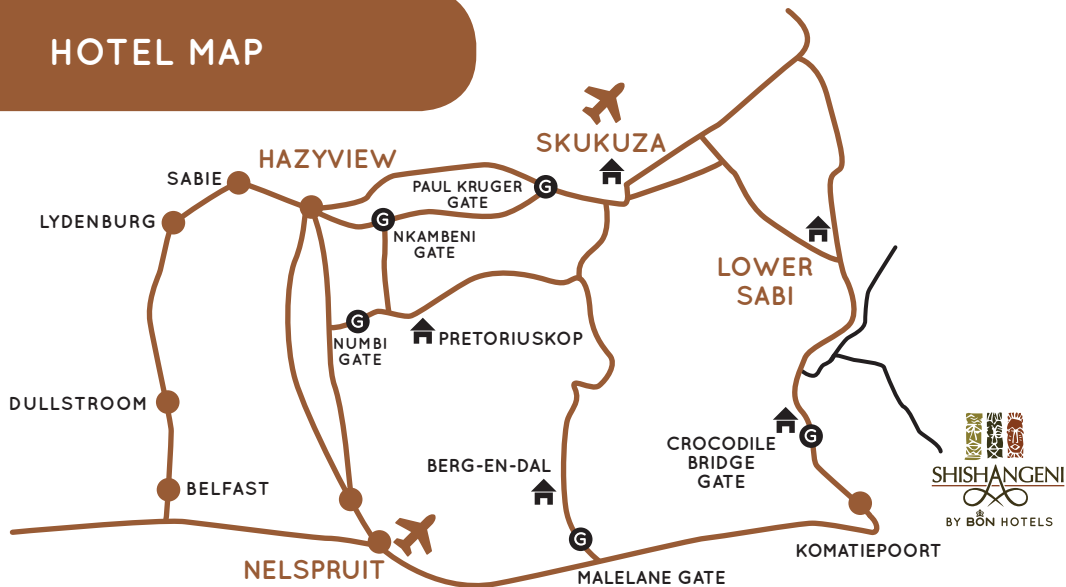 HOTEL MAP
SKUKUZA
HAZYVIEW
SABIE
PAUL KRUGER
GATE
G
LYDENBURG
G
NKAMBENI
GATE
LOWER
SABI
G
NUMBI
GATE
PRETORIUSKOP
DULLSTROOM
CROCODILE
BRIDGE
GATE
G
BERG-EN-DAL
BELFAST
SHISHANGENI
BY BON HOTELS
G
KOMATIEPOORT
NELSPRUIT
MALELANE GATE